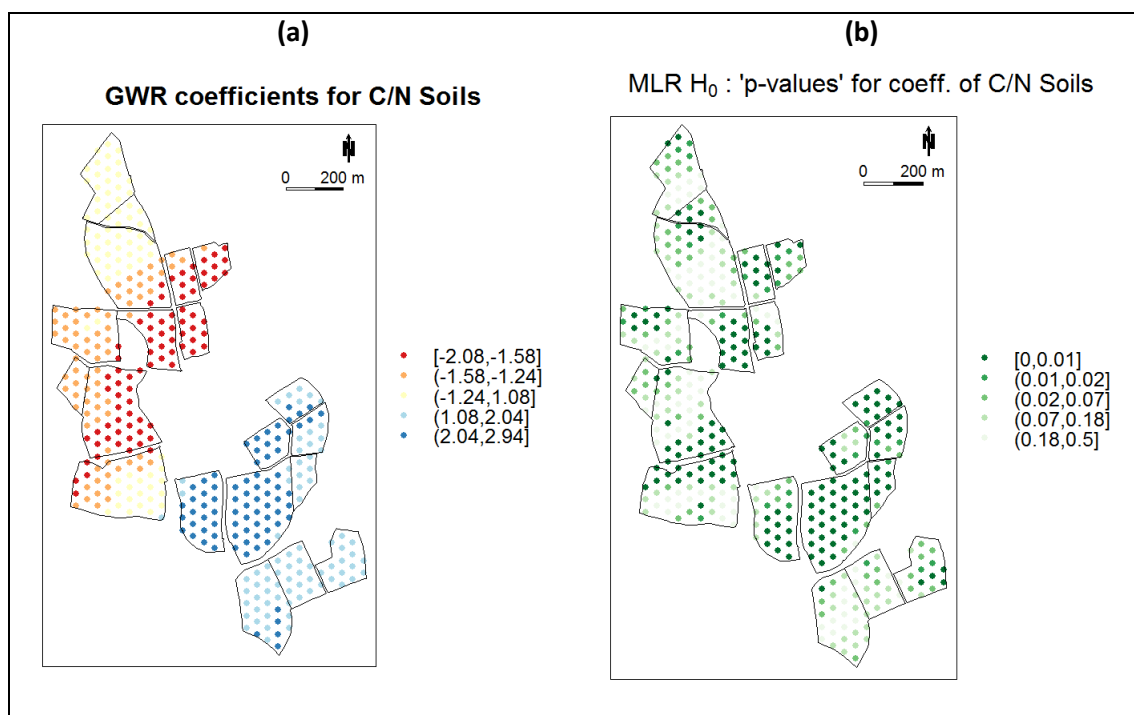 (a)
(b)
GWR coefficients for C/N Soils
MLR H₀ : 'p-values' for coeff. of C/N Soils
N
0 200 m
N
0 200 m
[-2.08,-1.58]
(-1.58,-1.24]
(-1.24,1.08]
(1.08,2.04]
(2.04,2.94]
[0,0.01]
(0.01,0.02]
(0.02,0.07]
(0.07,0.18]
(0.18,0.5]